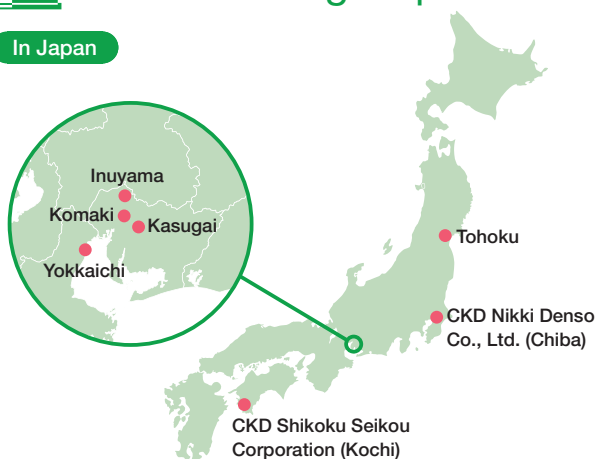 In Japan
Inuyama
Komaki
Kasugai
Yokkaichi
Tohoku
CKD Nikki Denso
Co., Ltd. (Chiba)
CKD Shikoku Seikou
Corporation (Kochi)